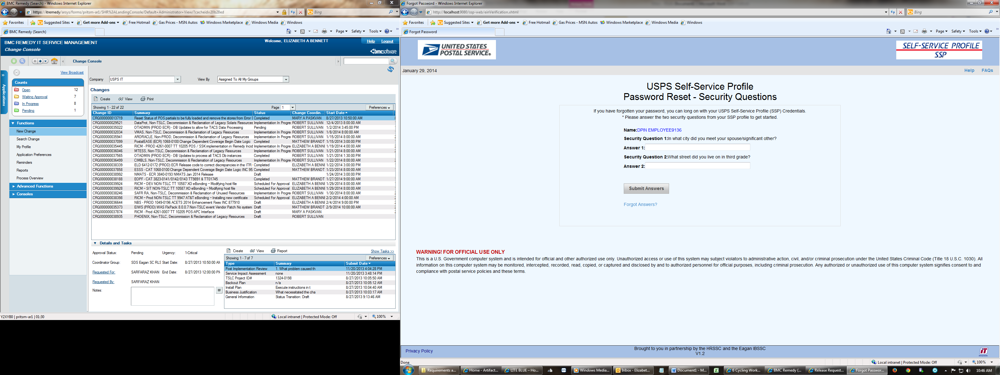 BMC Remedy (Search) - Windows Internet Explorer
https://itremedy/arsys/forms/pritsm-ar1/SHR%3ALandingConsole/Default+Administrator+View/?cacheid=20b28ed
Bing
Favorites Suggested Sites Get more Add-ons Free Hotmail Gas Prices - MSN Autos Windows Marketplace Windows Media Windows
BMC Remedy (Search) Page Safety Tools
BMC REMEDY IT SERVICE MANAGEMENT Welcome, ELIZABETH A BENNETT Help Logout
Change Console bmcsoftware
Change Console
View Broadcast
Applications
Counts
Open 12
Waiting Approval 7
In Progress 8
Pending 1
Functions
New Change
Search Change
My Profile
Application Preferences
Reminders
Reports
Process Overview
Advanced Functions
Consoles
Company USPS IT View By Assigned To All My Groups
Changes
Create View Print
Showing 1 - 22 of 22 Page 1 Preferences
Change ID Summary Status Change Coordin... Start Date
CRQ000000013719 Reset Status of POS partials to be fully loaded and remove the stores from Error Completed MARY A PASKVAN 8/27/2013 10:50:00 AM
CRQ000000029521 DataProt, Non-TSLC, Decommission & Reclamation of Legacy Solaris Resources Implementation In Progre ROBERT SULLIVAN 12/4/2013 8:00:00 AM
CRQ000000035022 OTADMIN (PROD ECR) - DB Updates to allow for TACS Data Processing Pending ROBERT SULLIVAN 1/2/2014 3:45:00 PM
CRQ000000032034 VMAS, Non-TSLC, Decommission & Reclamation of Legacy Resources Implementation In Progre ROBERT SULLIVAN 1/8/2014 8:00:00 AM
CRQ000000035941 ARORACLE, Non-PROD, Decommission & Reclamation of Legacy Resources Implementation In Progre ROBERT SULLIVAN 1/15/2014 8:00:00 AM
CRQ000000037099 PostalEASE (ECR) 1068-0100 Change Dependent Coverage Begin Date Logic Completed MATTHEW BRANDT 1/15/2014 3:00:00 PM
CRQ000000035445 RICM - PROD 4261-0007 TT 10205 POS / SSK implementation in Remedy Incid Implementation In Progre ELIZABETH A BENNE 1/19/2014 4:00:00 AM
CRQ000000036046 MTESS, Non-TSLC, Decommission & Reclamation of Legacy Resources Implementation In Progre ROBERT SULLIVAN 1/21/2014 8:00:00 AM
CRQ000000037565 OTADMIN (PROD ECR) - DB Updates to process all TACS Db instances Completed ROBERT SULLIVAN 1/21/2014 1:30:00 PM
CRQ000000036499 CIMBLS, Non-TSLC, Decommission & Reclamation of Legacy Resources Implementation In Progre ROBERT SULLIVAN 1/22/2014 8:00:00 AM
CRQ000000038339 ELD 6412-0172 (PROD) ECR Release code to correct discrepancies in the ITR Completed ELIZABETH A BENNE 1/22/2014 3:00:00 PM
CRQ000000037858 ESSS - CAT 1068-0100 Change Dependent Coverage Begin Date Logic INC 95 Completed MATTHEW BRANDT 1/23/2014 8:00:00 AM
CRQ000000038992 NMATS - ECR 3840-0193 NMATS Jan 2014 Release Draft 1/24/2014 3:00:00 PM
CRQ000000038188 EOPF - CAT 3823-0141/0142/0143 TT9891 & TT01745 Completed MATTHEW BRANDT 1/27/2014 9:00:00 PM
CRQ000000039924 RICM – DEV NON-TSLC TT 10587 XO eBonding – Modifying host file Scheduled For Approval ELIZABETH A BENNE 1/29/2014 8:00:00 AM
CRQ000000039928 RICM – SIT NON-TSLC TT 10587 XO eBonding – Modifying host file Scheduled For Approval ELIZABETH A BENNE 1/29/2014 8:00:00 AM
CRQ000000038246 SAFR RA, Non-TSLC, Decommission & Reclamation of Unused Resources Implementation In Progre ROBERT SULLIVAN 1/30/2014 8:00:00 AM
CRQ000000038398 RICM – Prod NON-TSLC TT 9947 AT&T eBonding – Installing new certificate Scheduled For Approval ELIZABETH A BENNE 2/2/2014 4:00:00 AM
CRQ000000036644 NBS - PROD 1049-0196 ACETS 2014 Enhancement Fixes INC 877910 Draft ELIZABETH A BENNE 2/4/2014 9:00:00 PM
CRQ000000035373 EIWS (PROD) WAS FixPack 8.0.0.7 Non-TSLC event Vendor Patch No system Draft MATTHEW BRANDT 2/9/2014 10:00:00 AM
CRQ000000037874 RICM - Prod 4261-0007 TT 10205 POS-APC Interface Draft MARY A PASKVAN
CRQ000000038935 PHOENIX, Non-TSLC, Decommission & Reclamation of Legacy Resources Draft ROBERT SULLIVAN
Details and Tasks
Approval Status: Pending Urgency: 1-Critical
Coordinator Group: SDS Eagan SC RLS Start Date: 8/27/2013 10:50:00 AM
Requested For: SARFARAZ KHAN End Date: 8/27/2013 12:00:00 PM
Requested By: SARFARAZ KHAN
Notes:
Create View Report Show Tasks >>
Showing 1 - 7 of 7 Preferences
Type Summary Submit Date
Post Implementation Review 1. What problem caused th 11/20/2013 4:04:28 PM
Service Impact Assessment none 11/20/2013 3:48:14 PM
TSLC Project ID# 1324-0198 8/27/2013 10:05:50 AM
Backout Plan n/a 8/27/2013 10:05:12 AM
Install Plan Execute instructions in t 8/27/2013 10:04:40 AM
Business Justification What necessitated the cha 8/27/2013 10:03:17 AM
General Information Status Transition: Draft 8/27/2013 9:13:46 AM
Y2XYB0 | pritsm-ar1 | 01:30 Local intranet | Protected Mode: Off 100%
Forgot Password - Windows Internet Explorer
http://localhost:9080/ssp-web/einVerification.xhtml
Bing
Favorites Suggested Sites Get more Add-ons Free Hotmail Gas Prices - MSN Autos Windows Marketplace Windows Media Windows
Forgot Password Page Safety Tools
UNITED STATES
POSTAL SERVICE®
SELF-SERVICE PROFILE
SSP
January 29, 2014 Help FAQs
USPS Self-Service Profile
Password Reset - Security Questions
If you have forgotten your password, you can long on with your USPS Self-Service Profile (SSP) Credentials.
* Please answer the two security questions from your SSP profile to get started.
Name:DPIN EMPLOYEE9136
Security Question 1:In what city did you meet your spouse/significant other?
Answer 1:
Security Question 2:What street did you live on in third grade?
Answer 2:
Submit Answers
Forgot Answers?
WARNING! FOR OFFICIAL USE ONLY
This is a U.S. Government computer system and is intended for official and other authorized use only. Unauthorized access or use of this system may subject violators to administrative action, civil, and/or criminal prosecution under the United States Criminal Code (Title 18 U.S.C. 1030). All
information on this computer system may be monitored, intercepted, recorded, read, copied, or captured and disclosed by and to authorized personnel for official purposes, including criminal prosecution. Any authorized or unauthorized use of this computer system signifies consent to and
compliance with postal service policies and these terms.
Privacy Policy
Brought to you in partnership by the HRSSC and the Eagan IBSSC
V1.2
iT
Done Local intranet | Protected Mode: Off 100%
Requirements a... Home - Artifact... LITE BLUE – Ho... Windows Media... Inbox - Elizabet... Document1 - M... 6 Cycling Work... BMC Remedy (... Release Request... Forgot Passwor... 10:46 AM